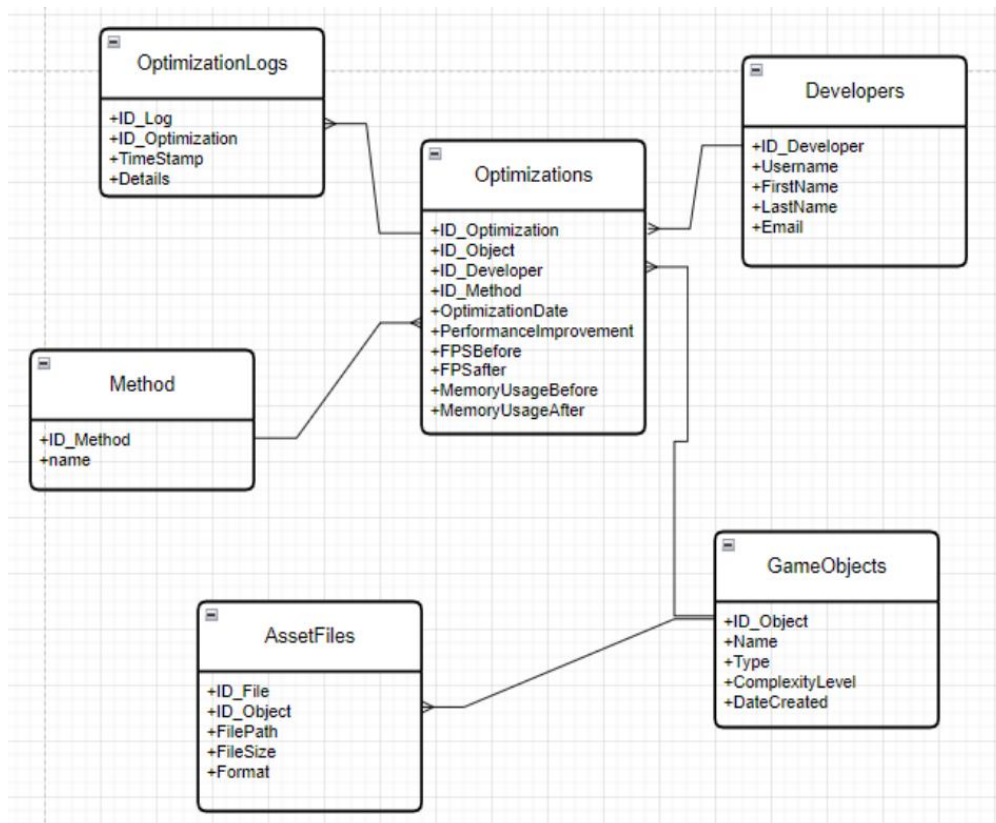 OptimizationLogs
+ID_Log
+ID_Optimization
+TimeStamp
+Details
Developers
+ID_Developer
+Username
+FirstName
+LastName
+Email
Optimizations
+ID_Optimization
+ID_Object
+ID_Developer
+ID_Method
+OptimizationDate
+PerformanceImprovement
+FPSBefore
+FPSafter
+MemoryUsageBefore
+MemoryUsageAfter
Method
+ID_Method
+name
GameObjects
+ID_Object
+Name
+Type
+ComplexityLevel
+DateCreated
AssetFiles
+ID_File
+ID_Object
+FilePath
+FileSize
+Format